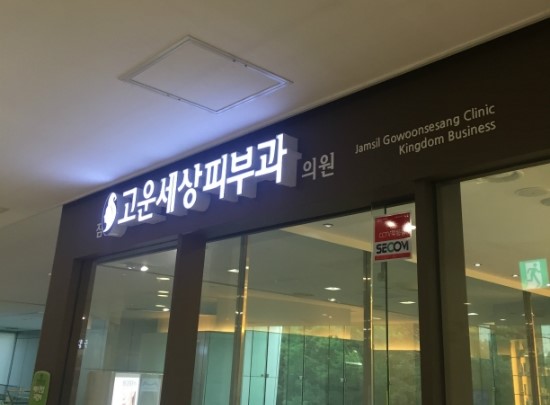 고운세상피부과 의원
Jamsil Gowoonsesang Clinic
Kingdom Business
SECOM